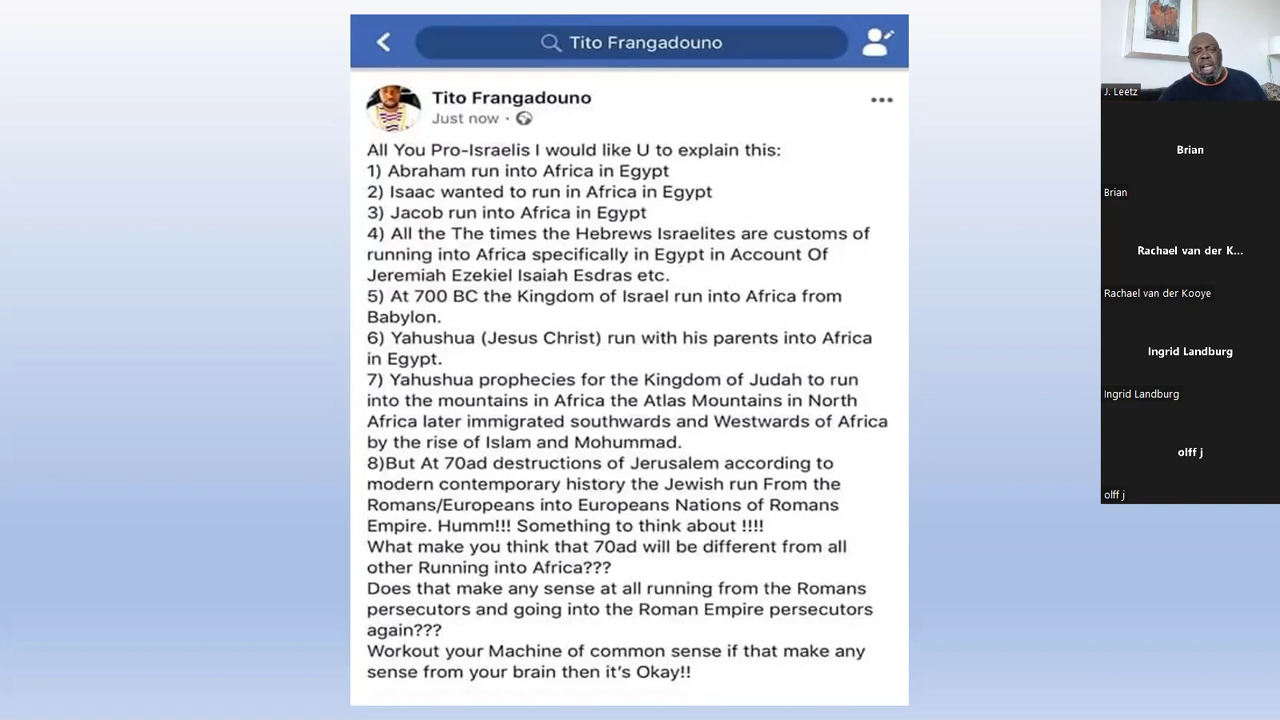 Tito Frangadouno
Tito Frangadouno
Just now ·
All You Pro-Israelis I would like U to explain this:
1) Abraham run into Africa in Egypt
2) Isaac wanted to run in Africa in Egypt
3) Jacob run into Africa in Egypt
4) All the The times the Hebrews Israelites are customs of
running into Africa specifically in Egypt in Account Of
Jeremiah Ezekiel Isaiah Esdras etc.
5) At 700 BC the Kingdom of Israel run into Africa from
Babylon.
6) Yahushua (Jesus Christ) run with his parents into Africa
in Egypt.
7) Yahushua prophecies for the Kingdom of Judah to run
into the mountains in Africa the Atlas Mountains in North
Africa later immigrated southwards and Westwards of Africa
by the rise of Islam and Mohummad.
8)But At 70ad destructions of Jerusalem according to
modern contemporary history the Jewish run From the
Romans/Europeans into Europeans Nations of Romans
Empire. Humm!!! Something to think about !!!!
What make you think that 70ad will be different from all
other Running into Africa???
Does that make any sense at all running from the Romans
persecutors and going into the Roman Empire persecutors
again???
Workout your Machine of common sense if that make any
sense from your brain then it's Okay!!
J. Leetz
Brian
Brian
Rachael van der K...
Rachael van der Kooye
Ingrid Landburg
Ingrid Landburg
olff j
olff j